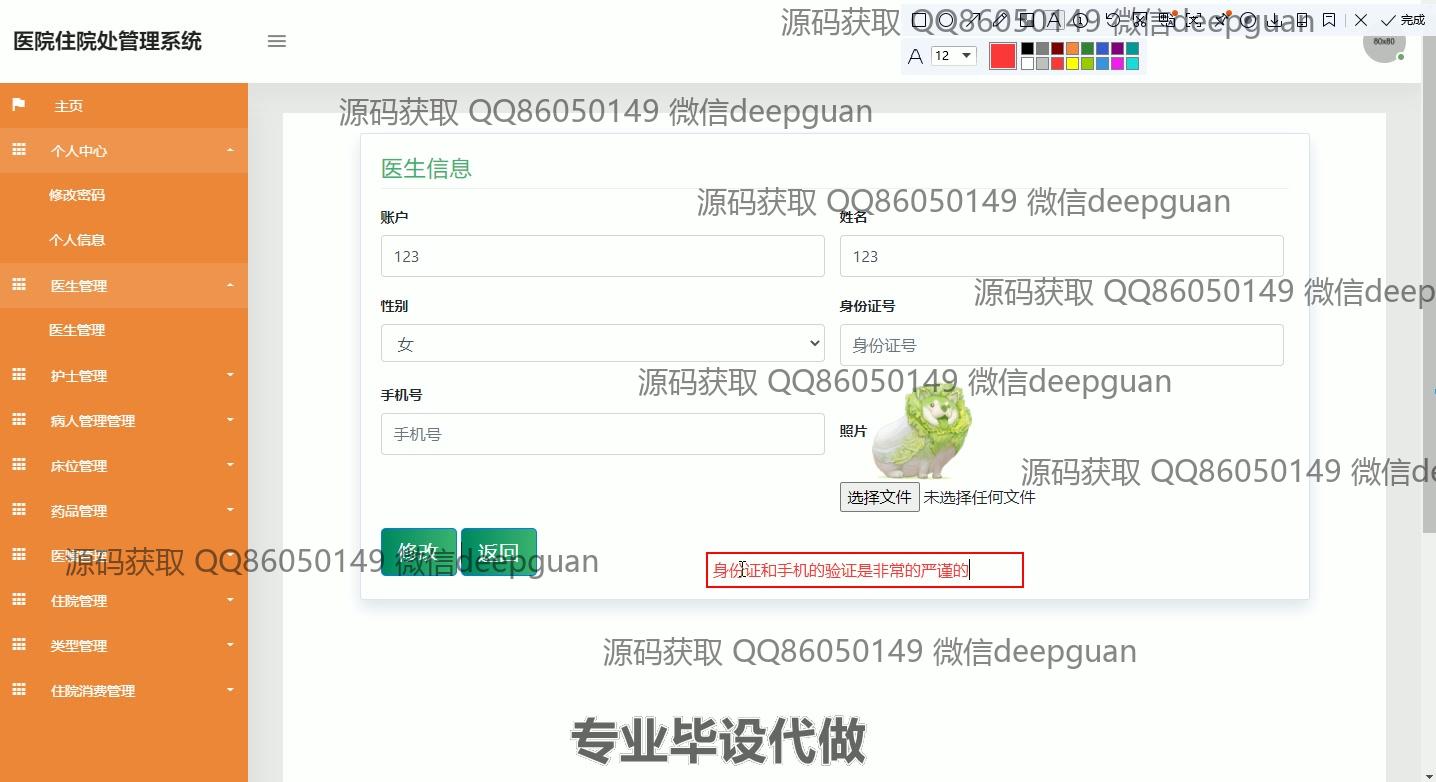 源码获取 QQ86050149 微信deepguan
完成
医院住院处管理系统
60x60
A
12
主页
源码获取 QQ86050149 微信deepguan
个人中心
医生信息
修改密码
源码获取 QQ86050149 微信deepguan
账户
姓名
个人信息
123
123
医生管理
源码获取 QQ86050149 微信deep
性别
身份证号
医生管理
女
身份证号
护士管理
源码获取 QQ86050149 微信deepguan
手机号
病人管理管理
手机号
照片
床位管理
源码获取 QQ86050149 微信de
选择文件 未选择任何文件
药品管理
修改
返回
源码获取 QQ86050149 微信deepguan
身份证和手机的验证是非常的严谨的
住院管理
类型管理
源码获取 QQ86050149 微信deepguan
住院消费管理
专业毕设代做